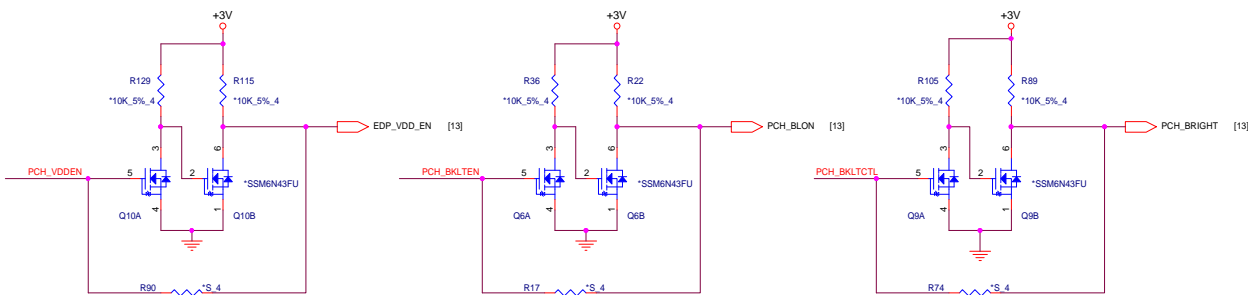 +3V +3V +3V
R129 R115 R36 R22 R105 R89
*10K_5%_4 *10K_5%_4 *10K_5%_4 *10K_5%_4 *10K_5%_4 *10K_5%_4
EDP_VDD_EN [13] PCH_BLON [13] PCH_BRIGHT [13]
3 6 3 6 3 6
PCH_VDDEN 5 2 *SSM6N43FU PCH_BKLTEN 5 2 *SSM6N43FU PCH_BKLTCTL 5 2 *SSM6N43FU
4 1 4 1 4 1
Q10A Q10B Q6A Q6B Q9A Q9B
R90 *S_4 R17 *S_4 R74 *S_4